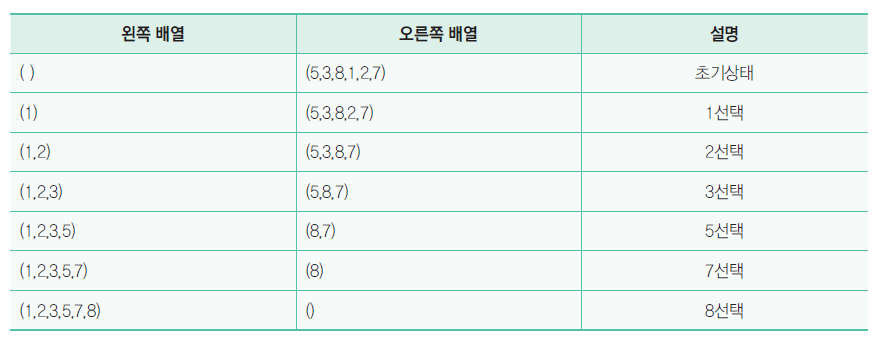 왼쪽 배열 오른쪽 배열 설명
( ) (5,3,8,1,2,7) 초기상태
(1) (5,3,8,2,7) 1선택
(1,2) (5,3,8,7) 2선택
(1,2,3) (5,8,7) 3선택
(1,2,3,5) (8,7) 5선택
(1,2,3,5,7) (8) 7선택
(1,2,3,5,7,8) () 8선택